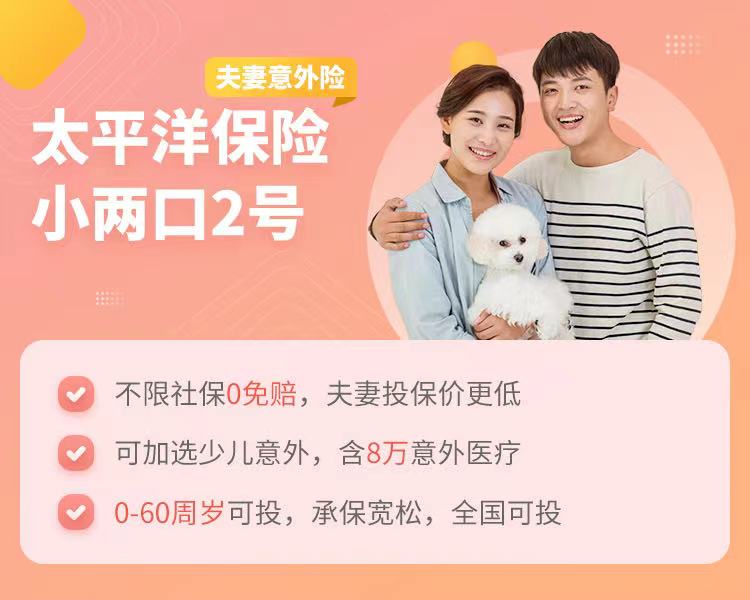 夫妻意外险
太平洋保险
小两口2号
不限社保0免赔，夫妻投保价更低
可加选少儿意外，含8万意外医疗
0-60周岁可投，承保宽松，全国可投